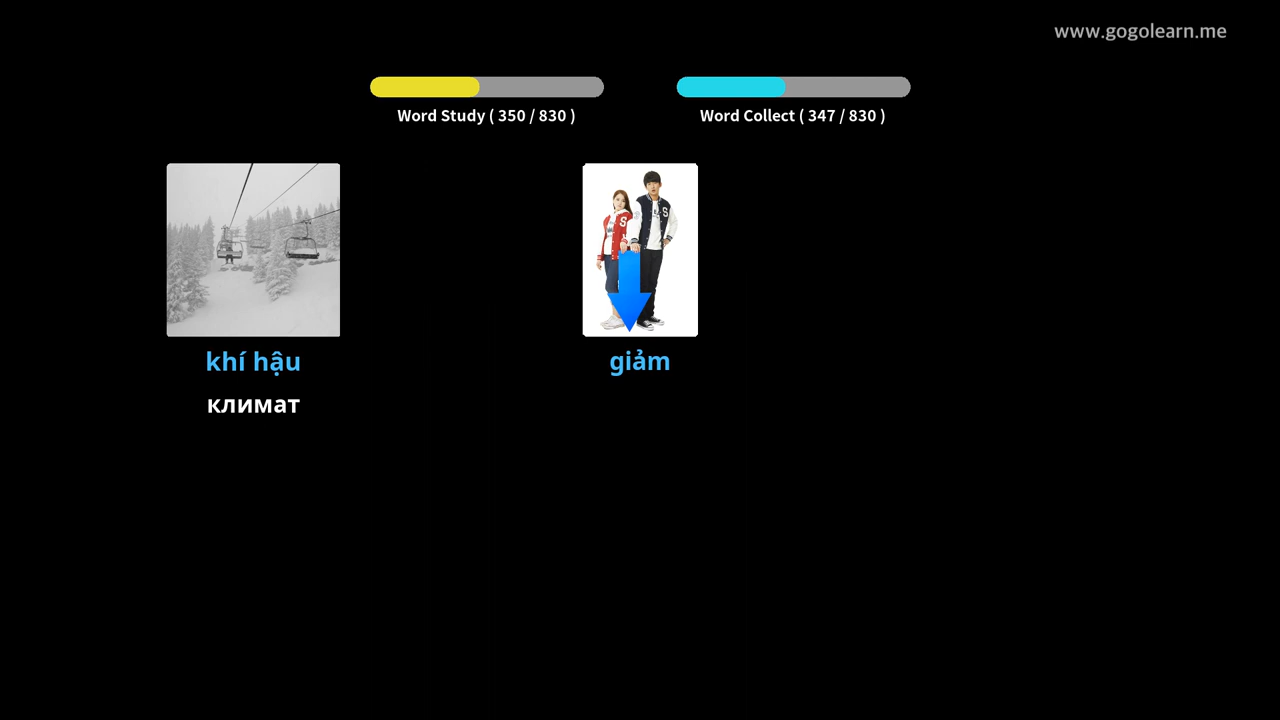 www.gogolearn.me
Word Study ( 350 / 830 )
Word Collect ( 347 / 830 )
S
S
khí hậu
giảm
климат